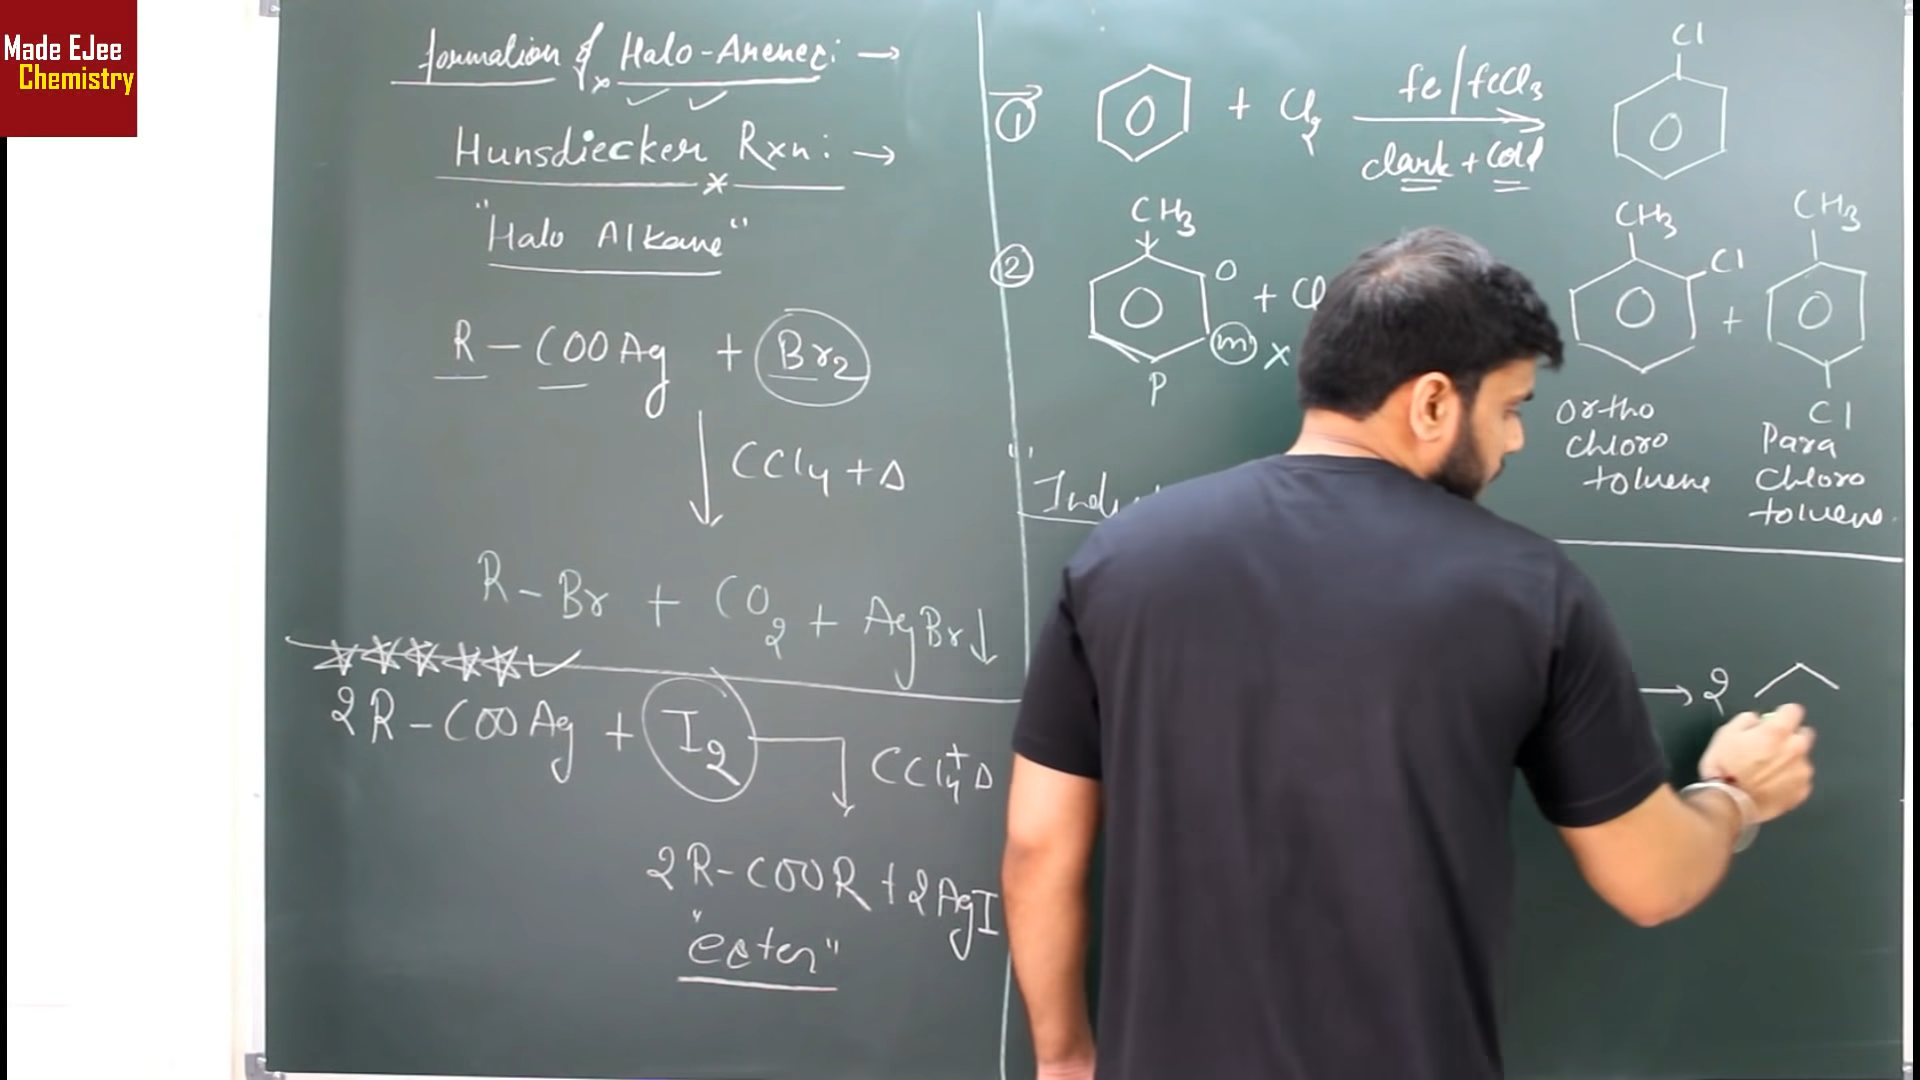 Made EJee
Chemistry
formation of Halo-Arenes: →
Hunsdiecker Rxn: →
"Halo Alkane"
R - COOAg + Br2
CCl4 + Δ
R - Br + CO2 + AgBr↓
2R - COOAg + I2
CCl4 + Δ
2R - COOR + 2AgI
"ester"
① + Cl2 Fe/FeCl3
dark + cold
Cl
② CH3
O
m x
P
+ Cl
CH3
Cl
+
CH3
Cl
Ortho
Chloro
toluene
Para
Chloro
toluene
→ 2